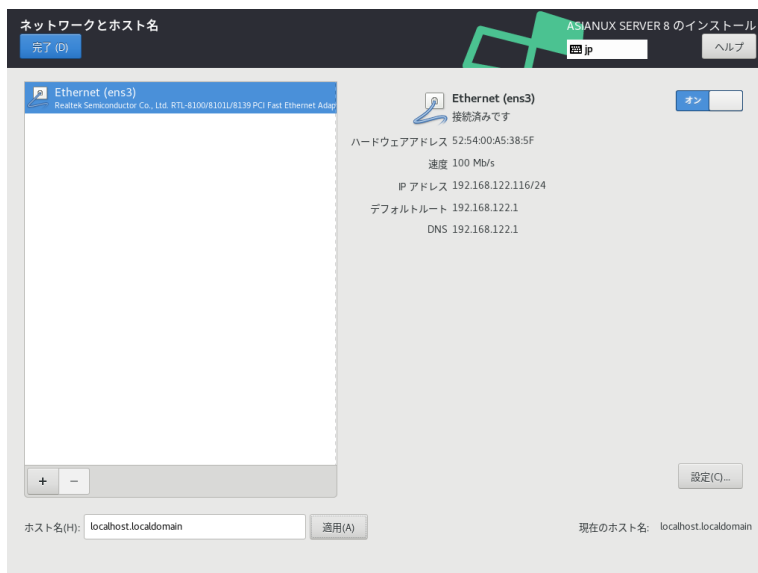 ネットワークとホスト名
ASIANUX SERVER 8 のインストール
完了 (D)
jp
ヘルプ
Ethernet (ens3)
Realtek Semiconductor Co., Ltd. RTL-8100/8101L/8139 PCI Fast Ethernet Adap
Ethernet (ens3)
接続済みです
オン
ハードウェアアドレス 52:54:00:A5:38:5F
速度 100 Mb/s
IP アドレス 192.168.122.116/24
デフォルトルート 192.168.122.1
DNS 192.168.122.1
+ −
設定(C)...
ホスト名(H): localhost.localdomain 適用(A) 現在のホスト名: localhost.localdomain